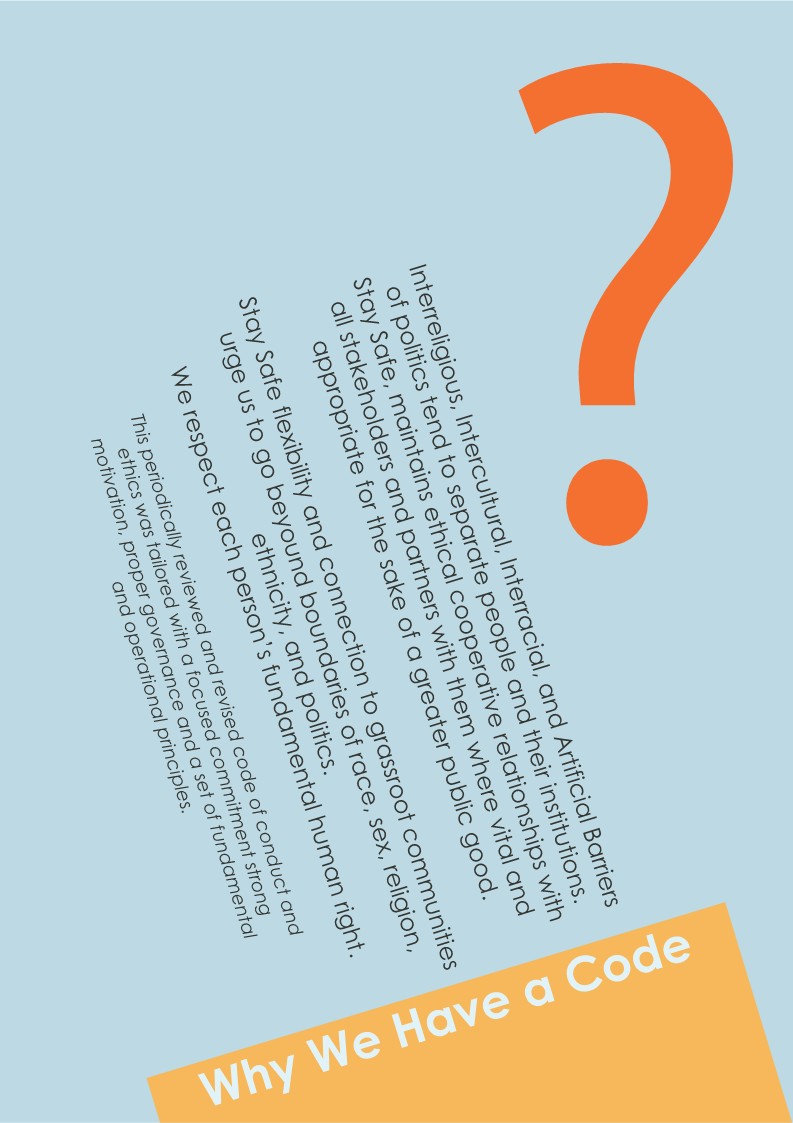 ?
Interreligious, Intercultural, Interracial, and Artificial Barriers
of politics tend to separate people and their institutions.
Stay Safe, maintains ethical cooperative relationships with
all stakeholders and partners with them where vital and
appropriate for the sake of a greater public good.
Stay Safe flexibility and connection to grassroot communities
urge us to go beyound boundaries of race, sex, religion,
ethnicity, and politics.
We respect each person's fundamental human right.
This periodically reviewed and revised code of conduct and
ethics was tailored with a focused commitment strong
motivation, proper governance and a set of fundamental
and operational principles.
Why We Have a Code